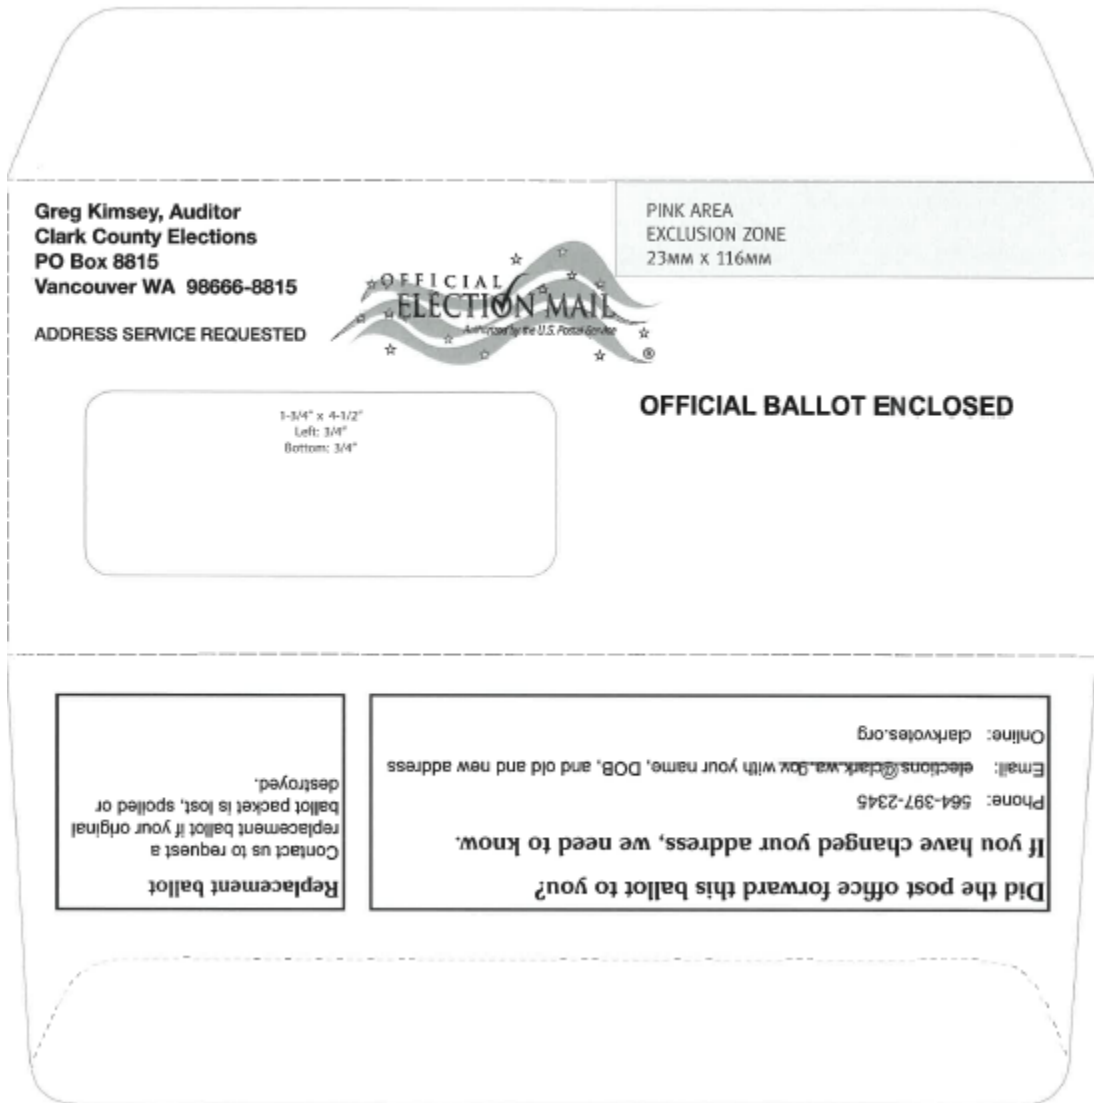 Greg Kimsey, Auditor
Clark County Elections
PO Box 8815
Vancouver WA 98666-8815
ADDRESS SERVICE REQUESTED
OFFICIAL
ELECTION MAIL
Authorized by the U.S. Postal Service
®
PINK AREA
EXCLUSION ZONE
23MM X 116MM
OFFICIAL BALLOT ENCLOSED
1-3/4" x 4-1/2"
Left: 3/4"
Bottom: 3/4"
Did the post office forward this ballot to you?
If you have changed your address, we need to know.
Phone: 564-397-2345
Email: elections@clark.wa.gov with your name, DOB, and old and new address
Online: clarkvotes.org
Replacement ballot
Contact us to request a
replacement ballot if your original
ballot packet is lost, spoiled or
destroyed.